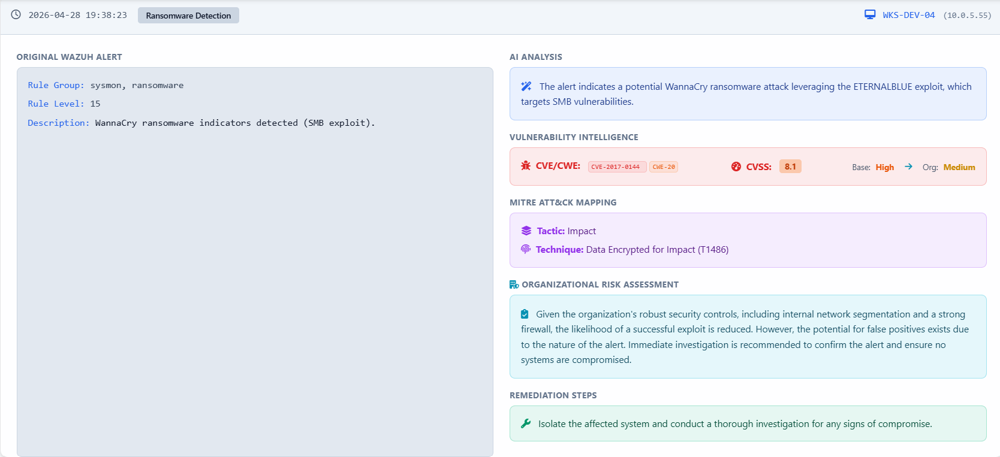 2026-04-28 19:38:23
Ransomware Detection
WKS-DEV-04 (10.0.5.55)
ORIGINAL WAZUH ALERT
Rule Group: sysmon, ransomware
Rule Level: 15
Description: WannaCry ransomware indicators detected (SMB exploit).
AI ANALYSIS
The alert indicates a potential WannaCry ransomware attack leveraging the ETERNALBLUE exploit, which
targets SMB vulnerabilities.
VULNERABILITY INTELLIGENCE
CVE/CWE: CVE-2017-0144 CWE-20 CVSS: 8.1 Base: High → Org: Medium
MITRE ATT&CK MAPPING
Tactic: Impact
Technique: Data Encrypted for Impact (T1486)
ORGANIZATIONAL RISK ASSESSMENT
Given the organization's robust security controls, including internal network segmentation and a strong
firewall, the likelihood of a successful exploit is reduced. However, the potential for false positives exists due
to the nature of the alert. Immediate investigation is recommended to confirm the alert and ensure no
systems are compromised.
REMEDIATION STEPS
Isolate the affected system and conduct a thorough investigation for any signs of compromise.